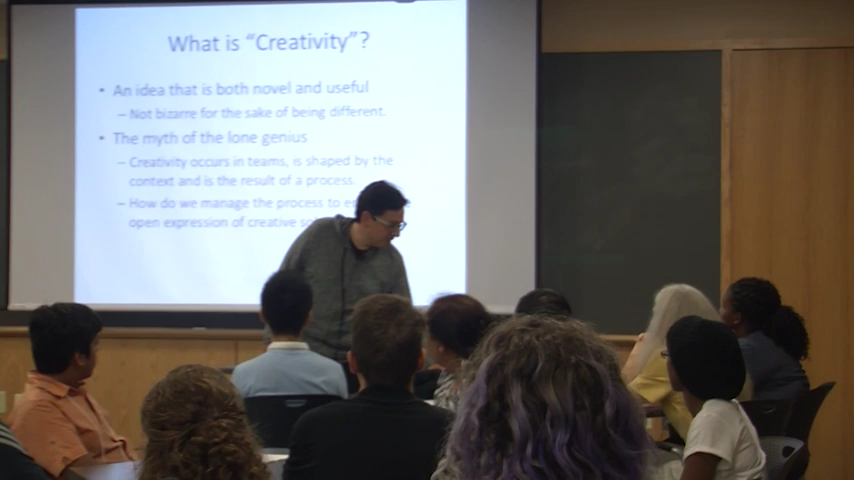 What is “Creativity”?
• An idea that is both novel and useful
– Not bizarre for the sake of being different.
• The myth of the lone genius
– Creativity occurs in teams, is shaped by the
context and is the result of a process.
– How do we manage the process to
open expression of creative